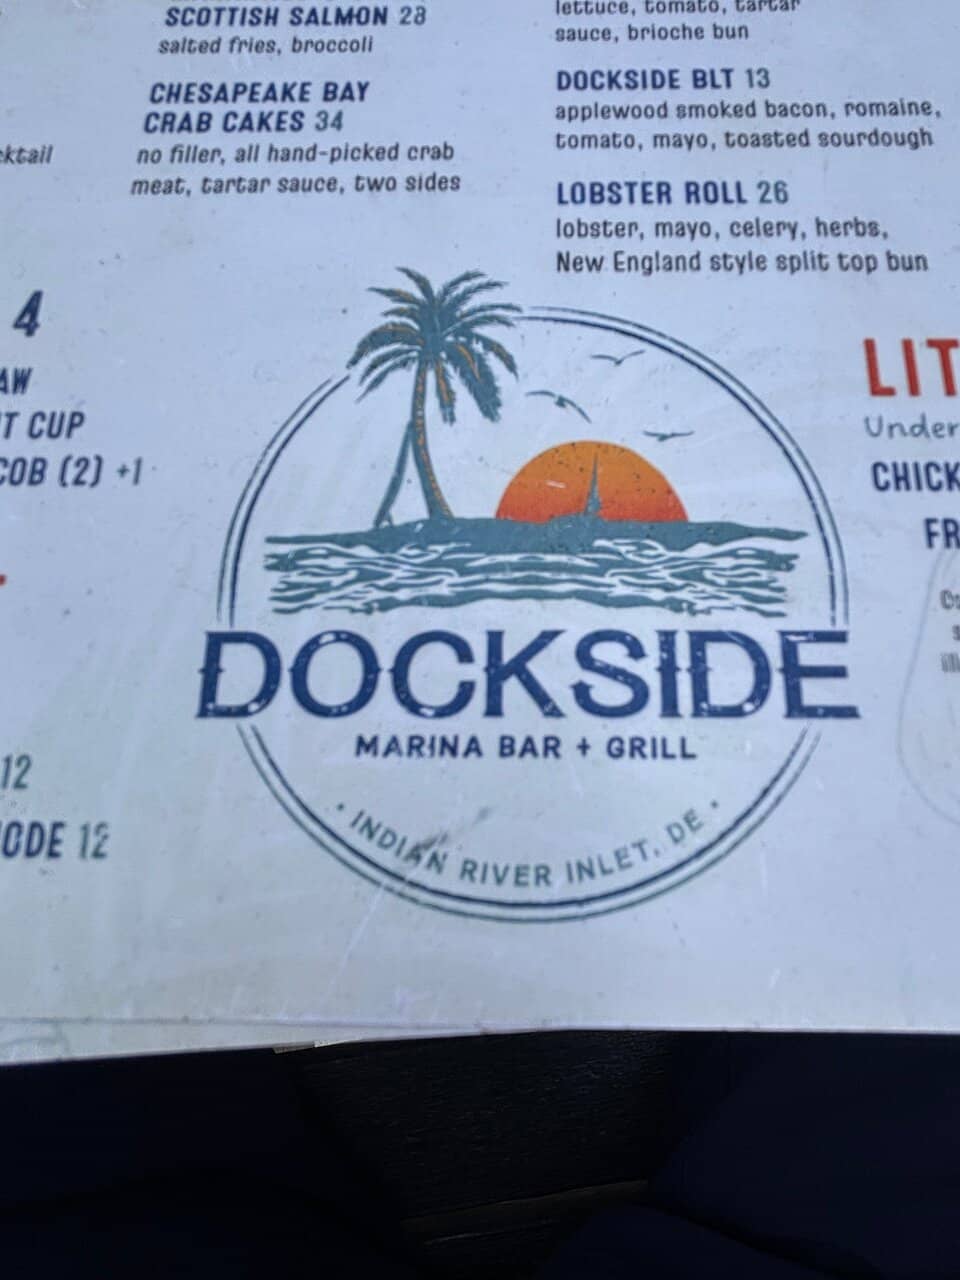 SCOTTISH SALMON 28
salted fries, broccoli
CHESAPEAKE BAY
CRAB CAKES 34
no filler, all hand-picked crab
meat, tartar sauce, two sides
lettuce, tomato, tartar
sauce, brioche bun
DOCKSIDE BLT 13
applewood smoked bacon, romaine,
tomato, mayo, toasted sourdough
LOBSTER ROLL 26
lobster, mayo, celery, herbs,
New England style split top bun
4
CUP
COB (2) +1
12
12
DOCKSIDE
MARINA BAR + GRILL
• INDIAN RIVER INLET, DE •
LIT
Under
CHICK
FR